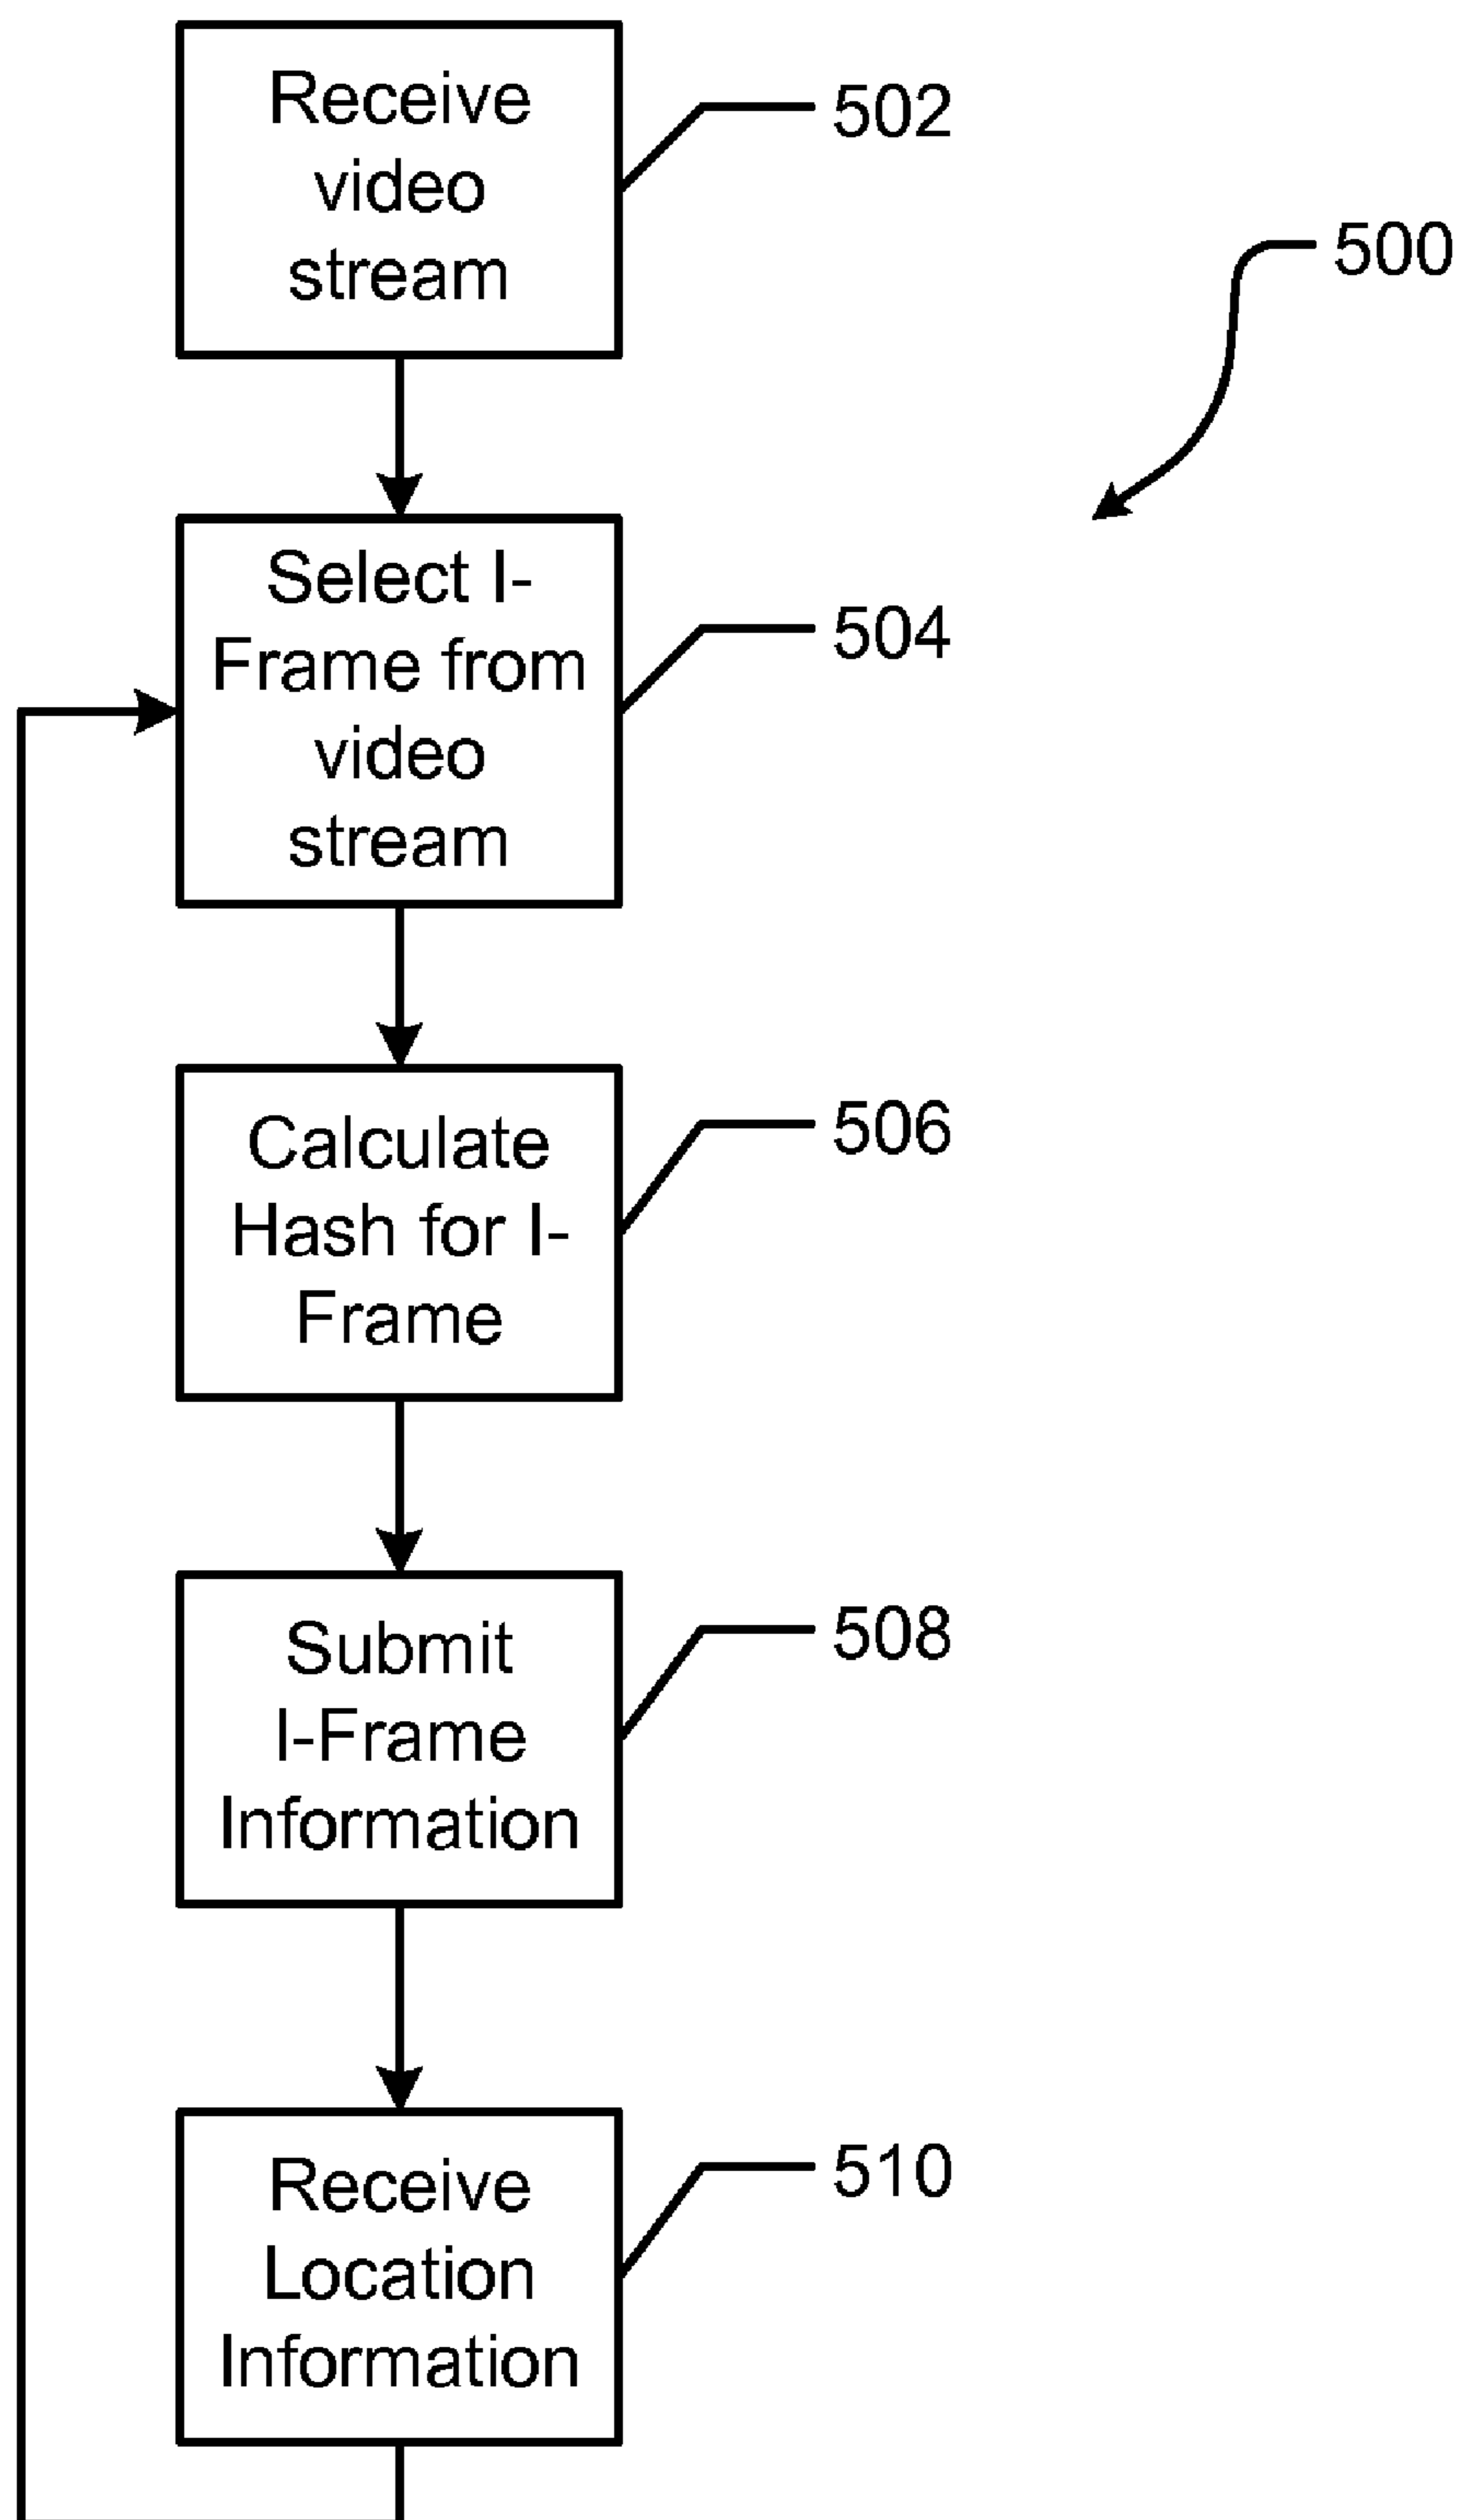 Receive
video
stream
502
500
Select I-
Frame from
video
stream
504
Calculate
Hash for I-
Frame
506
Submit
I-Frame
Information
508
Receive
Location
Information
510